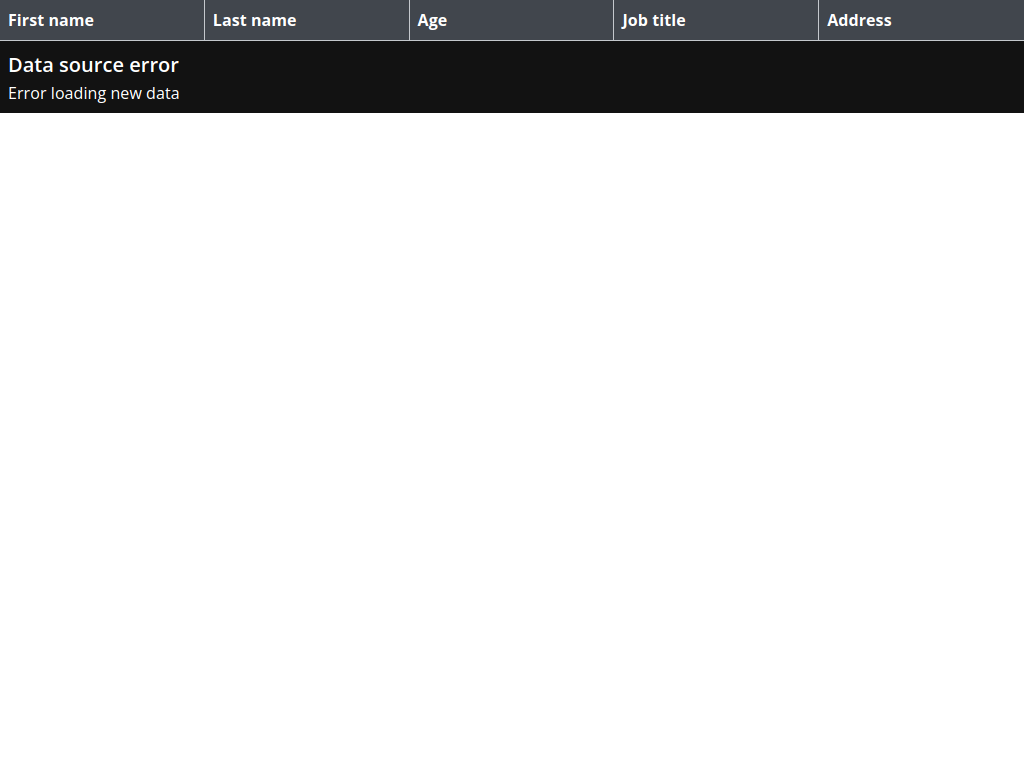 First name Last name Age Job title Address
Data source error
Error loading new data